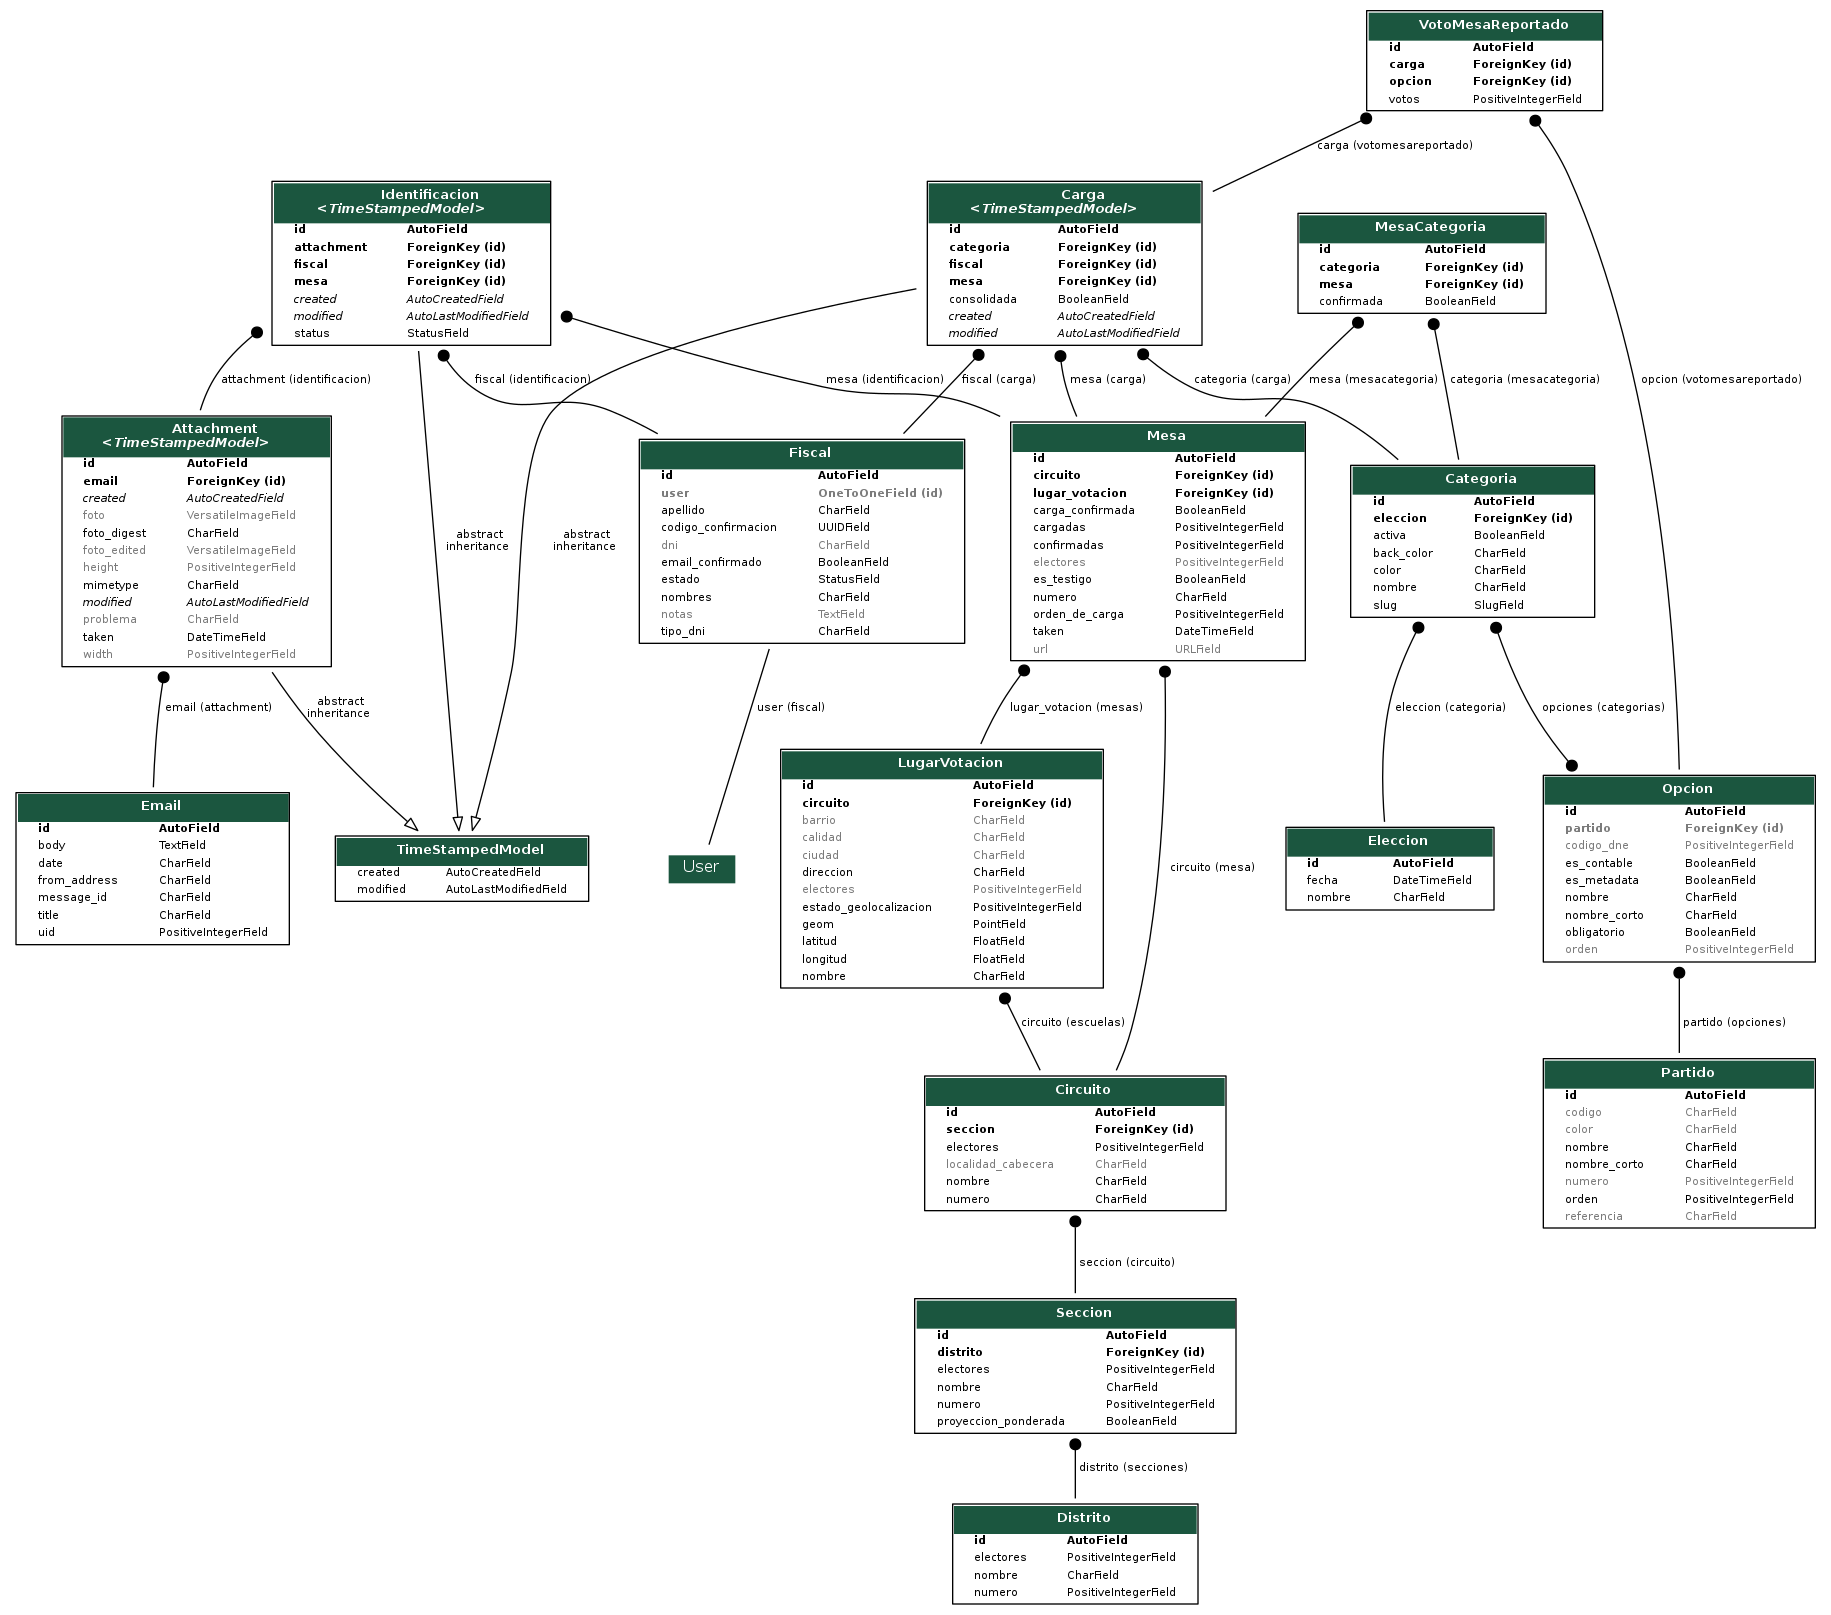 VotoMesaReportado
id AutoField
carga ForeignKey (id)
opcion ForeignKey (id)
votos PositiveIntegerField
carga (votomesareportado)
Identificacion
<TimeStampedModel>
id AutoField
attachment ForeignKey (id)
fiscal ForeignKey (id)
mesa ForeignKey (id)
created AutoCreatedField
modified AutoLastModifiedField
status StatusField
Carga
<TimeStampedModel>
id AutoField
categoria ForeignKey (id)
fiscal ForeignKey (id)
mesa ForeignKey (id)
consolidada BooleanField
created AutoCreatedField
modified AutoLastModifiedField
MesaCategoria
id AutoField
categoria ForeignKey (id)
mesa ForeignKey (id)
confirmada BooleanField
attachment (identificacion)
fiscal (identificacion)
mesa (identificacion)
fiscal (carga)
mesa (carga)
categoria (carga)
mesa (mesacategoria)
categoria (mesacategoria)
opcion (votomesareportado)
Attachment
<TimeStampedModel>
id AutoField
email ForeignKey (id)
created AutoCreatedField
foto VersatileImageField
foto_digest CharField
foto_edited VersatileImageField
height PositiveIntegerField
mimetype CharField
modified AutoLastModifiedField
problema CharField
taken DateTimeField
width PositiveIntegerField
abstract
inheritance
abstract
inheritance
Fiscal
id AutoField
user OneToOneField (id)
apellido CharField
codigo_confirmacion UUIDField
dni CharField
email_confirmado BooleanField
estado StatusField
nombres CharField
notas TextField
tipo_dni CharField
Mesa
id AutoField
circuito ForeignKey (id)
lugar_votacion ForeignKey (id)
carga_confirmada BooleanField
cargadas PositiveIntegerField
confirmadas PositiveIntegerField
electores PositiveIntegerField
es_testigo BooleanField
numero CharField
orden_de_carga PositiveIntegerField
taken DateTimeField
url URLField
Categoria
id AutoField
eleccion ForeignKey (id)
activa BooleanField
back_color CharField
color CharField
nombre CharField
slug SlugField
email (attachment)
abstract
inheritance
user (fiscal)
lugar_votacion (mesas)
eleccion (categoria)
opciones (categorias)
Email
id AutoField
body TextField
date CharField
from_address CharField
message_id CharField
title CharField
uid PositiveIntegerField
TimeStampedModel
created AutoCreatedField
modified AutoLastModifiedField
User
LugarVotacion
id AutoField
circuito ForeignKey (id)
barrio CharField
calidad CharField
ciudad CharField
direccion CharField
electores PositiveIntegerField
estado_geolocalizacion PositiveIntegerField
geom PointField
latitud FloatField
longitud FloatField
nombre CharField
circuito (mesa)
Eleccion
id AutoField
fecha DateTimeField
nombre CharField
Opcion
id AutoField
partido ForeignKey (id)
codigo_dne PositiveIntegerField
es_contable BooleanField
es_metadata BooleanField
nombre CharField
nombre_corto CharField
obligatorio BooleanField
orden PositiveIntegerField
circuito (escuelas)
partido (opciones)
Circuito
id AutoField
seccion ForeignKey (id)
electores PositiveIntegerField
localidad_cabecera CharField
nombre CharField
numero CharField
Partido
id AutoField
codigo CharField
color CharField
nombre CharField
nombre_corto CharField
numero PositiveIntegerField
orden PositiveIntegerField
referencia CharField
seccion (circuito)
Seccion
id AutoField
distrito ForeignKey (id)
electores PositiveIntegerField
nombre CharField
numero PositiveIntegerField
proyeccion_ponderada BooleanField
distrito (secciones)
Distrito
id AutoField
electores PositiveIntegerField
nombre CharField
numero PositiveIntegerField